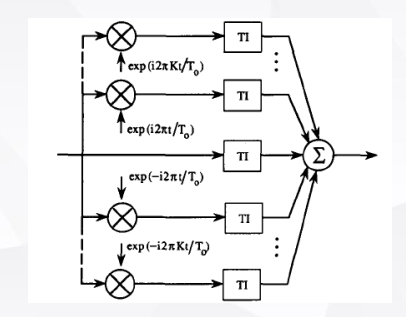 TI
exp(i2πKt/T₀)
TI
exp(i2πt/T₀)
TI
exp(-i2πt/T₀)
TI
exp(-i2πKt/T₀)
TI
Σ